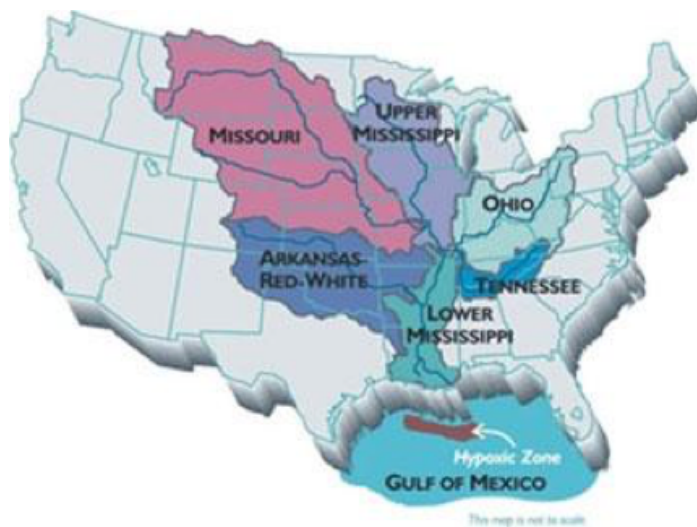 UPPER
MISSISSIPPI
MISSOURI
OHIO
ARKANSAS-
RED-WHITE
TENNESSEE
LOWER
MISSISSIPPI
Hypoxic Zone
GULF OF MEXICO
This map is not to scale